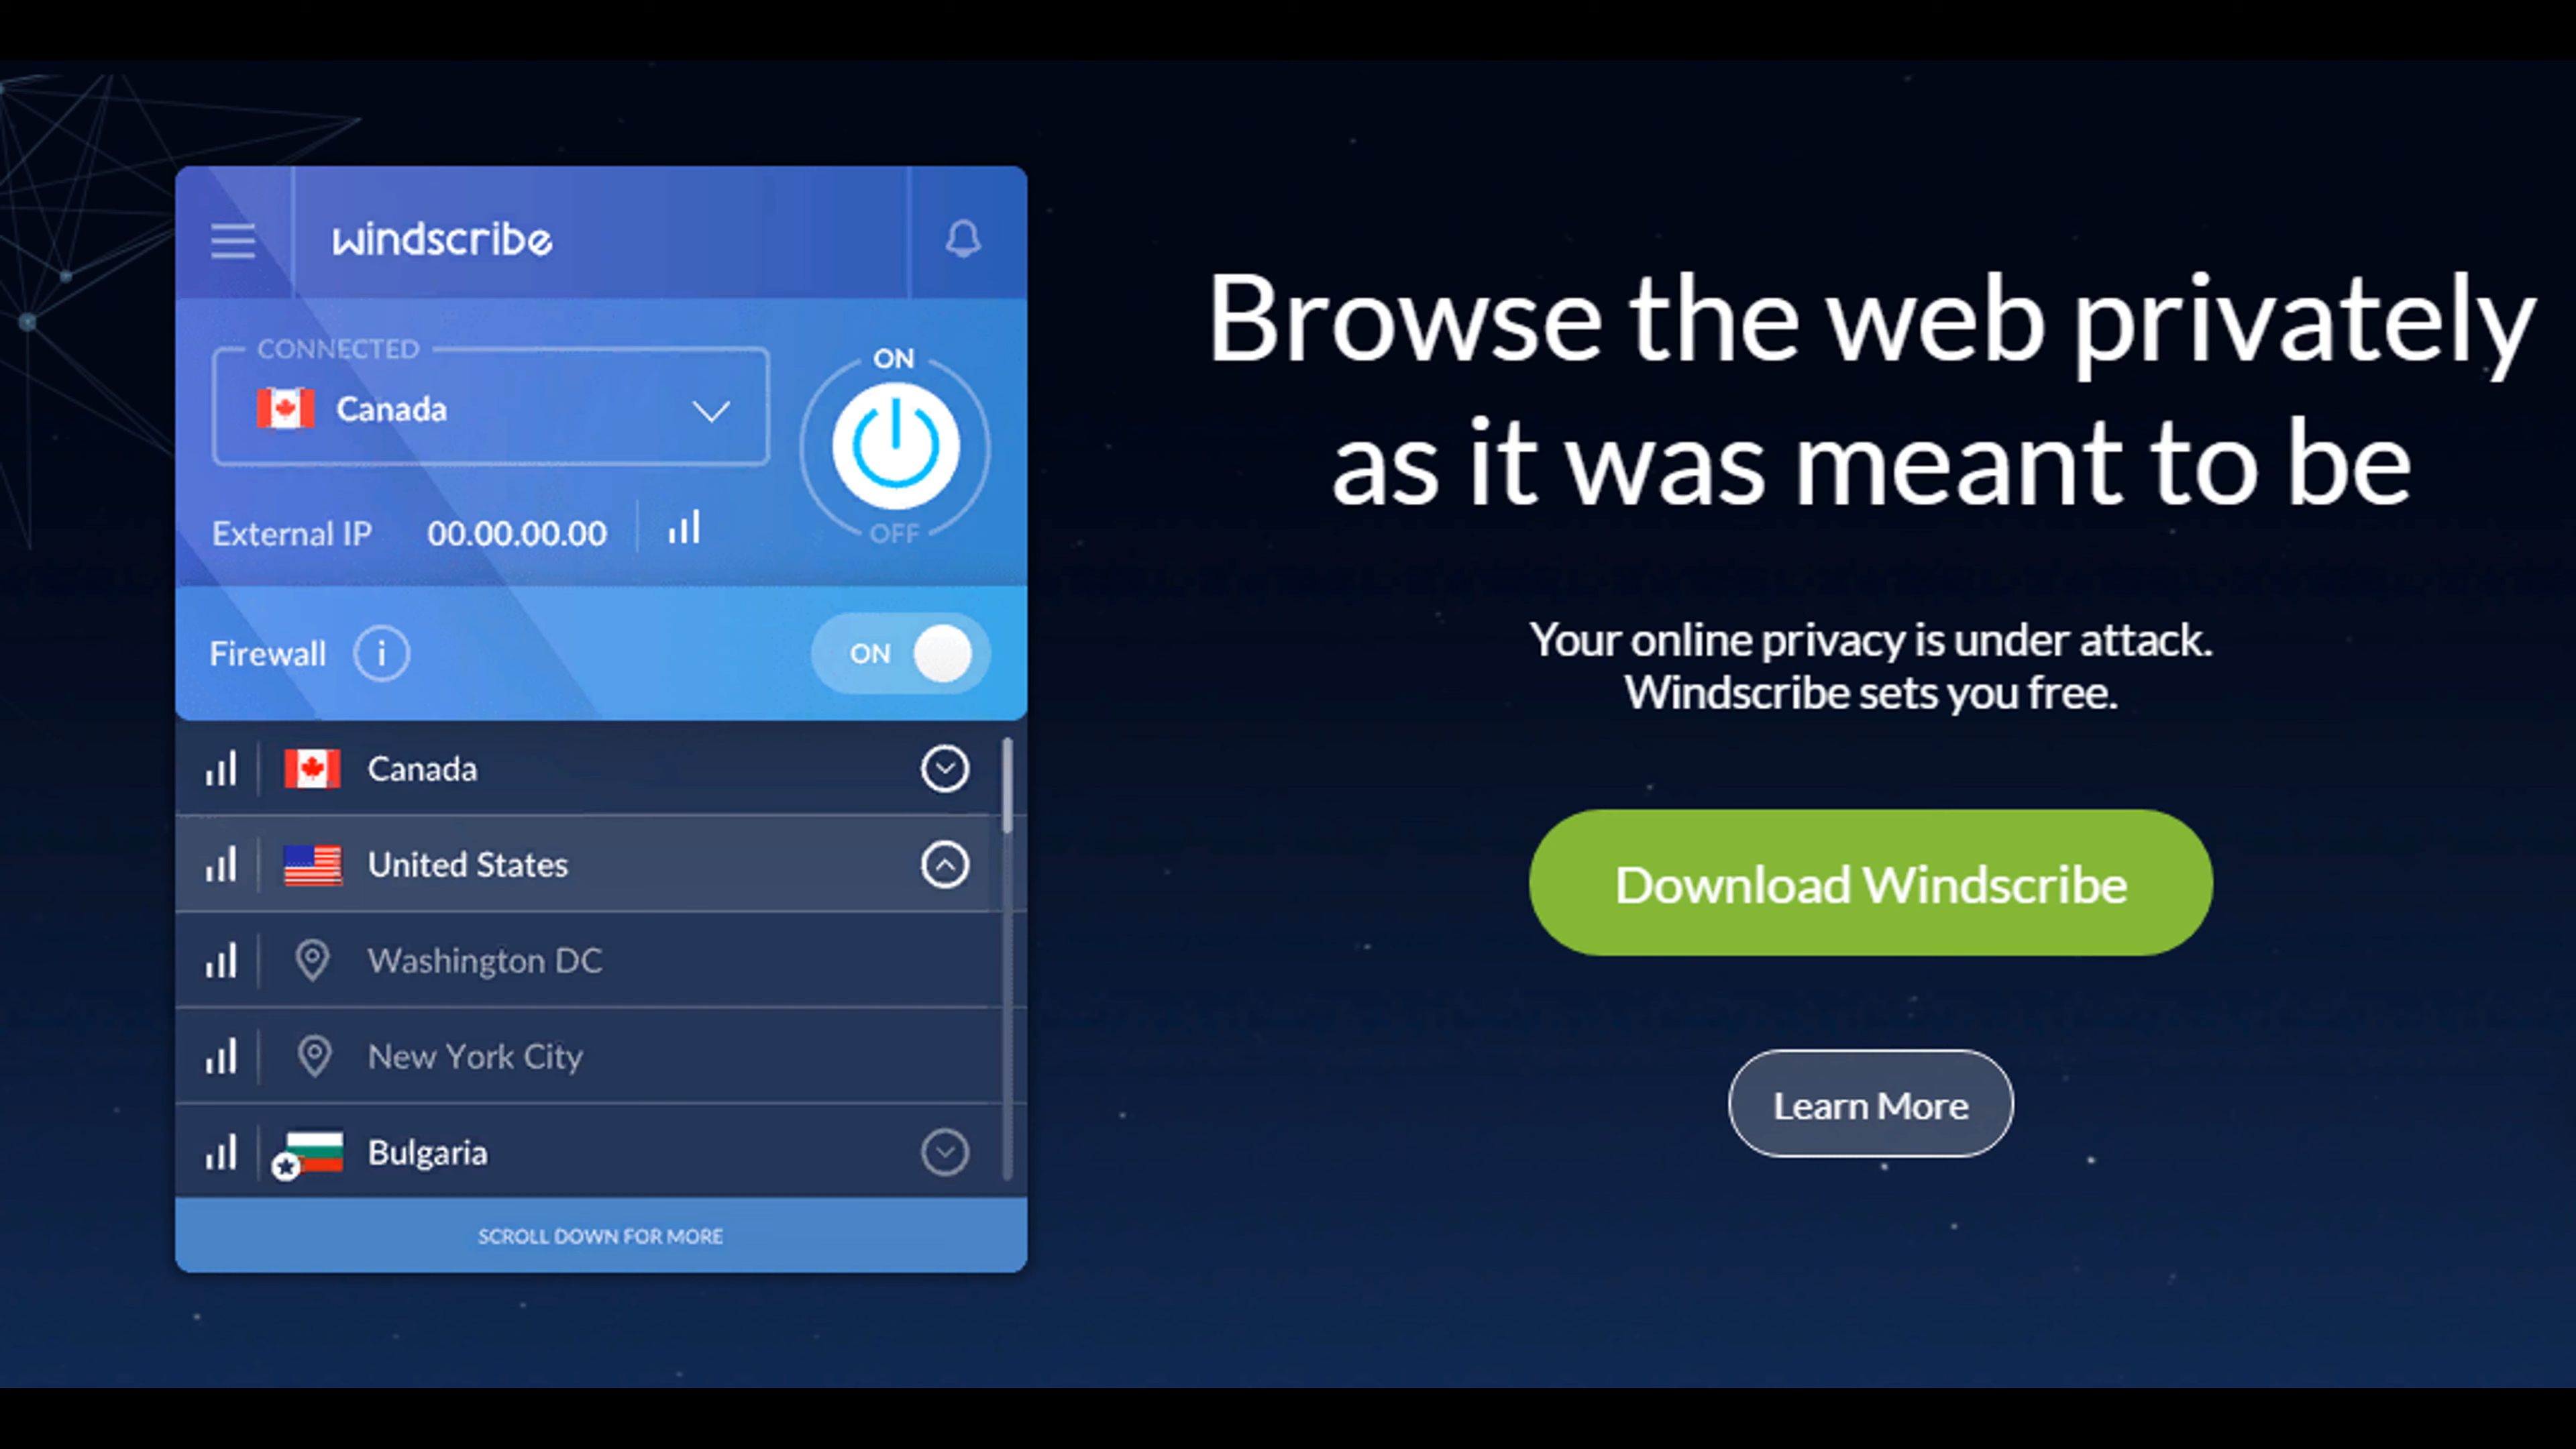 windscribe
CONNECTED
Canada
ON
OFF
External IP 00.00.00.00
Firewall i ON
Canada
United States
Washington DC
New York City
Bulgaria
SCROLL DOWN FOR MORE
Browse the web privately
as it was meant to be
Your online privacy is under attack.
Windscribe sets you free.
Download Windscribe
Learn More